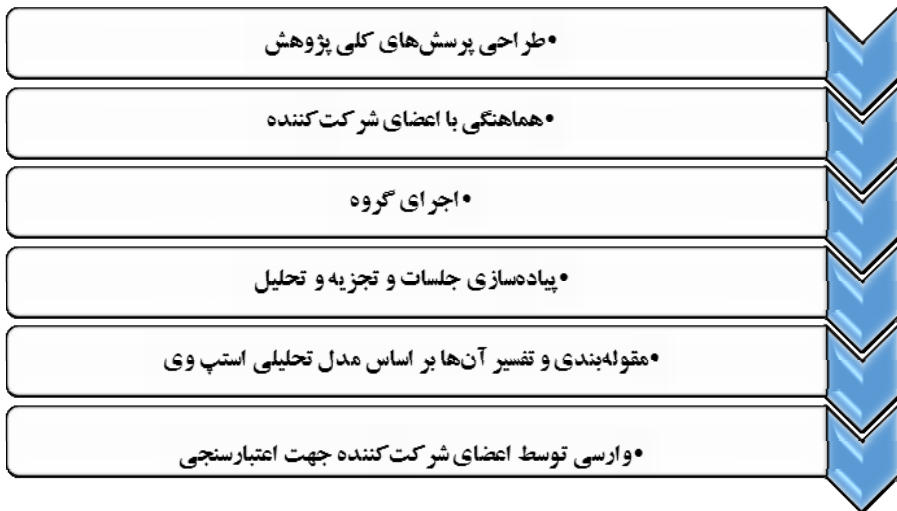 •طراحی پرسش‌های کلی پژوهش
•هماهنگی با اعضای شرکت‌کننده
•اجرای گروه
•پیاده‌سازی جلسات و تجزیه و تحلیل
•مقوله‌بندی و تفسیر آن‌ها بر اساس مدل تحلیلی استپ وی
•وارسی توسط اعضای شرکت‌کننده جهت اعتبارسنجی